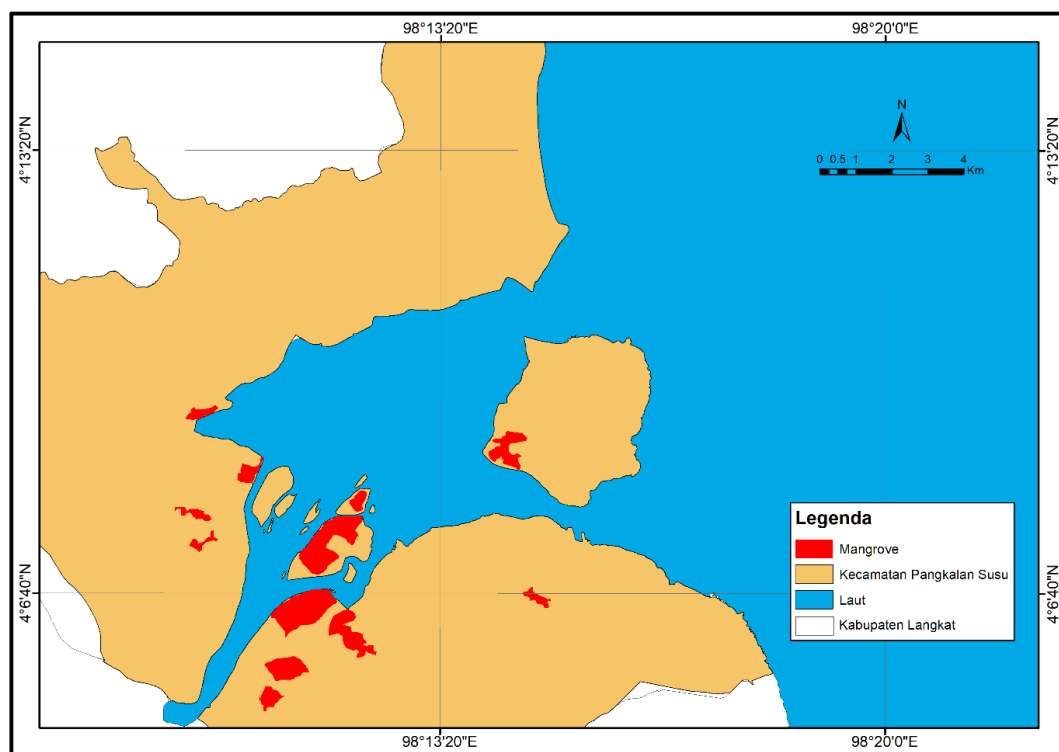 98°13'20"E
98°20'0"E
N
4°13'20"N
4°13'20"N
0 0.5 1 2 3 4
Km
Legenda
Mangrove
Kecamatan Pangkalan Susu
Laut
Kabupaten Langkat
4°6'40"N
4°6'40"N
98°13'20"E
98°20'0"E